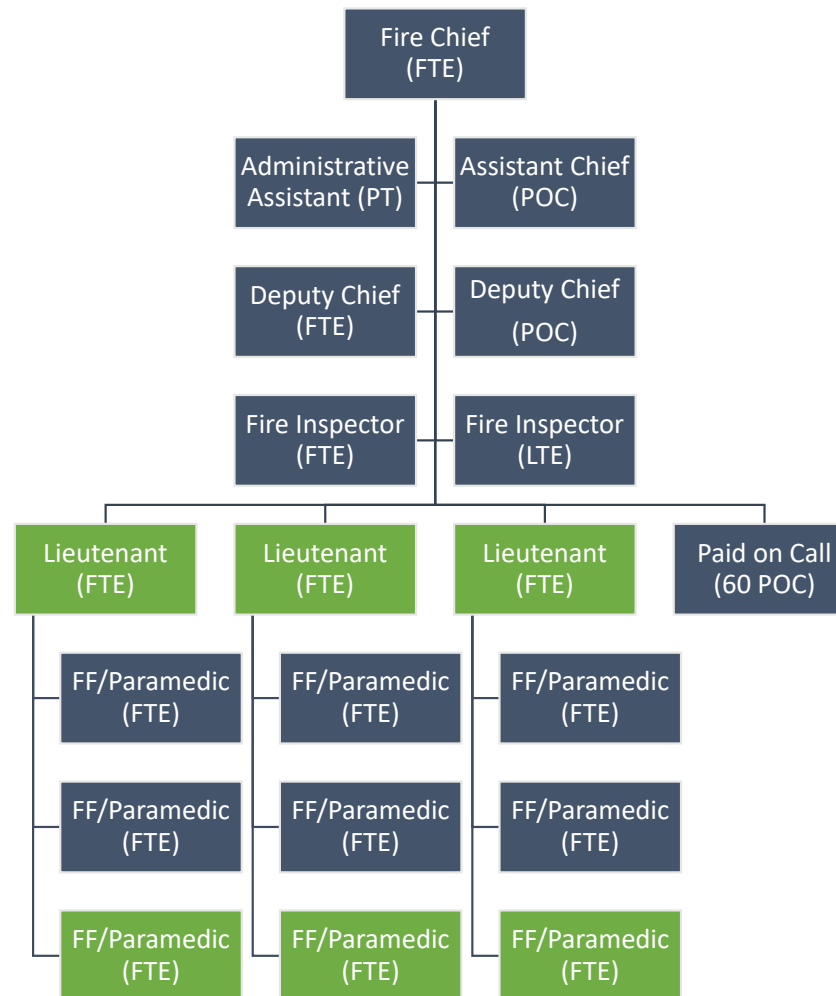 Fire Chief
(FTE)
Administrative
Assistant (PT)
Assistant Chief
(POC)
Deputy Chief
(FTE)
Deputy Chief
(POC)
Fire Inspector
(FTE)
Fire Inspector
(LTE)
Lieutenant
(FTE)
Lieutenant
(FTE)
Lieutenant
(FTE)
Paid on Call
(60 POC)
FF/Paramedic
(FTE)
FF/Paramedic
(FTE)
FF/Paramedic
(FTE)
FF/Paramedic
(FTE)
FF/Paramedic
(FTE)
FF/Paramedic
(FTE)
FF/Paramedic
(FTE)
FF/Paramedic
(FTE)
FF/Paramedic
(FTE)